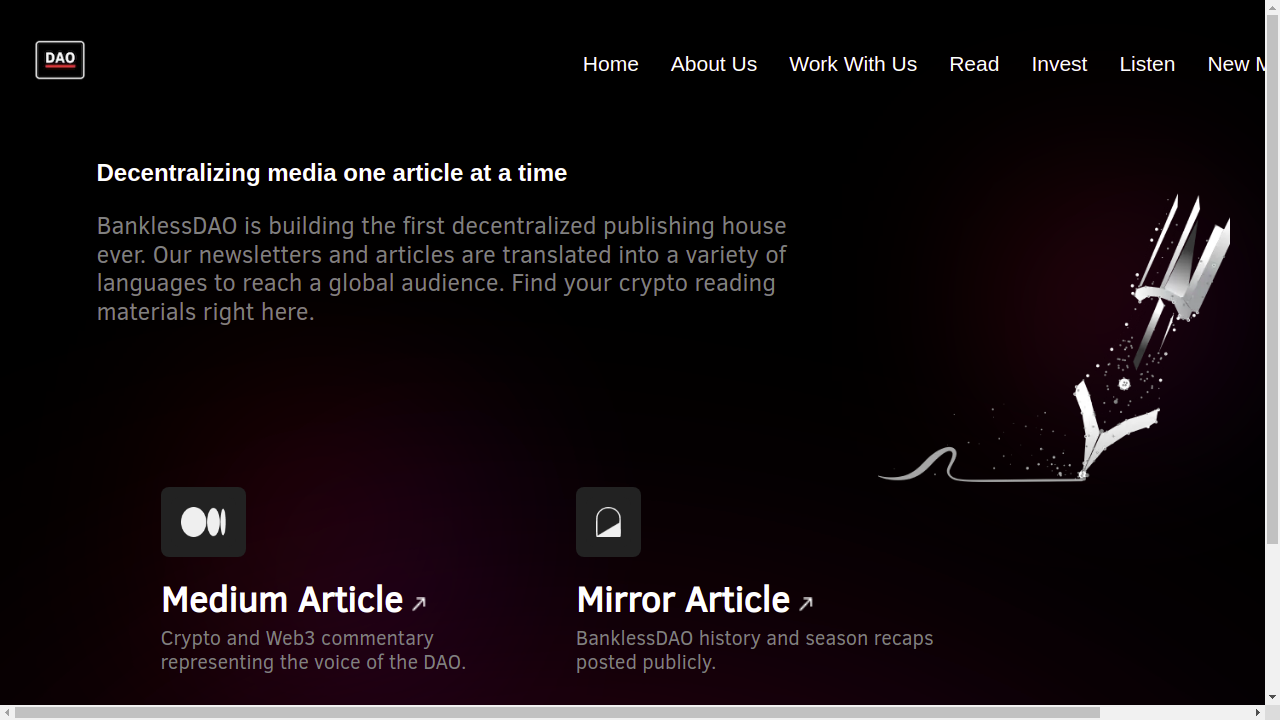 DAO
Home About Us Work With Us Read Invest Listen New
Decentralizing media one article at a time
BanklessDAO is building the first decentralized publishing house
ever. Our newsletters and articles are translated into a variety of
languages to reach a global audience. Find your crypto reading
materials right here.
Medium Article
Crypto and Web3 commentary
representing the voice of the DAO.
Mirror Article
BanklessDAO history and season recaps
posted publicly.